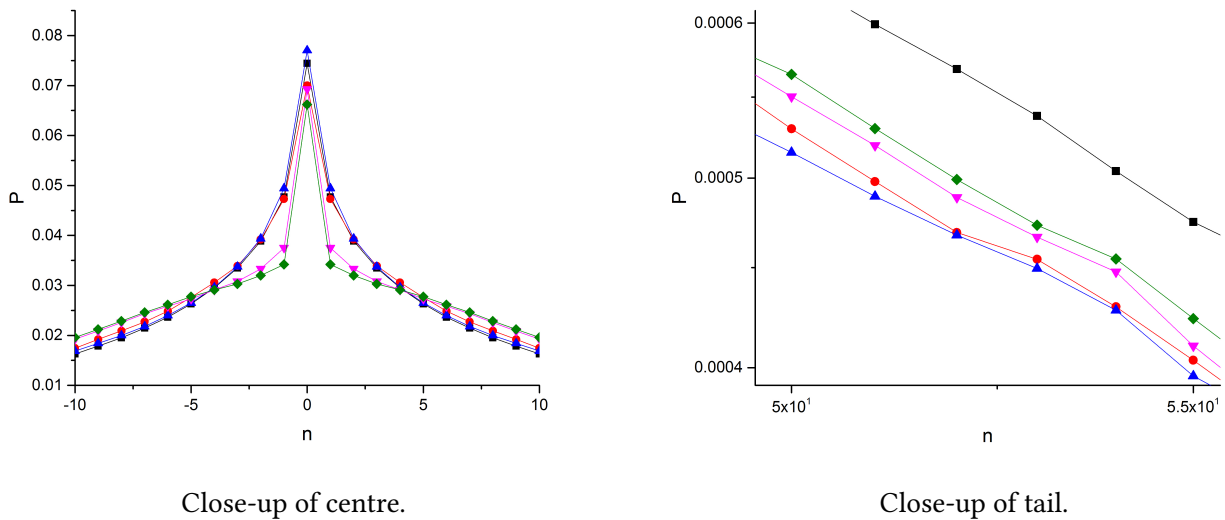 0.08
0.07
0.06
0.05
0.04
0.03
0.02
0.01
P
-10
-5
0
5
10
n
Close-up of centre.
0.0006
0.0005
0.0004
P
5x10¹
5.5x10¹
n
Close-up of tail.